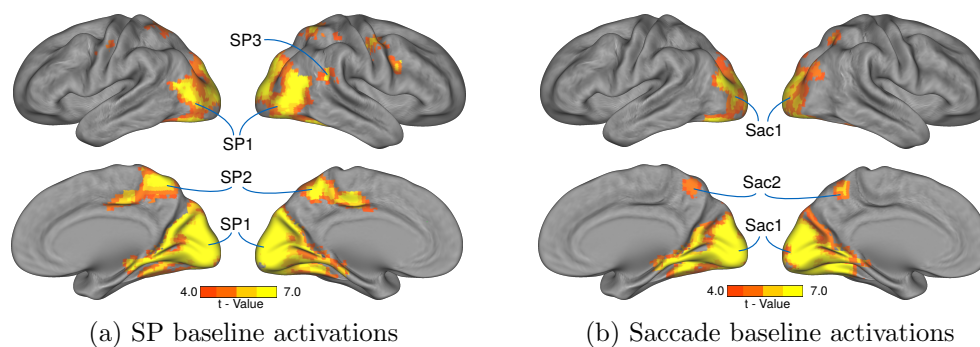 SP3
SP1
SP2
SP1
4.0 7.0
t - Value
(a) SP baseline activations
Sac1
Sac2
Sac1
4.0 7.0
t - Value
(b) Saccade baseline activations